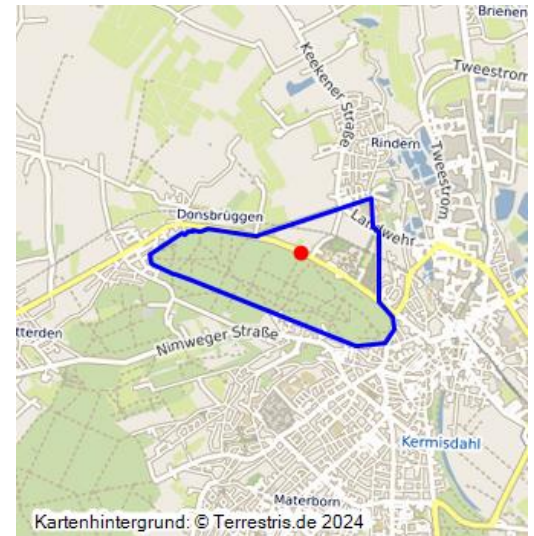 Brienen
Tweestrom
Keekener Straße
Rindern
Tweestrom
Donsbrüggen
Landwehr
tterden
Nimweger Straße
Kermisdahl
Materborn
Kartenhintergrund: © Terrestris.de 2024